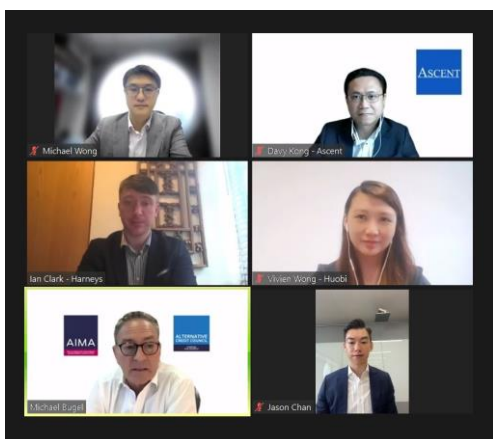 Michael Wong
ASCENT
Davy Kong - Ascent
Ian Clark - Harneys
Vivien Wong - Huobi
AIMA
ALTERNATIVE
CREDIT COUNCIL
Michael Bugel
Jason Chan